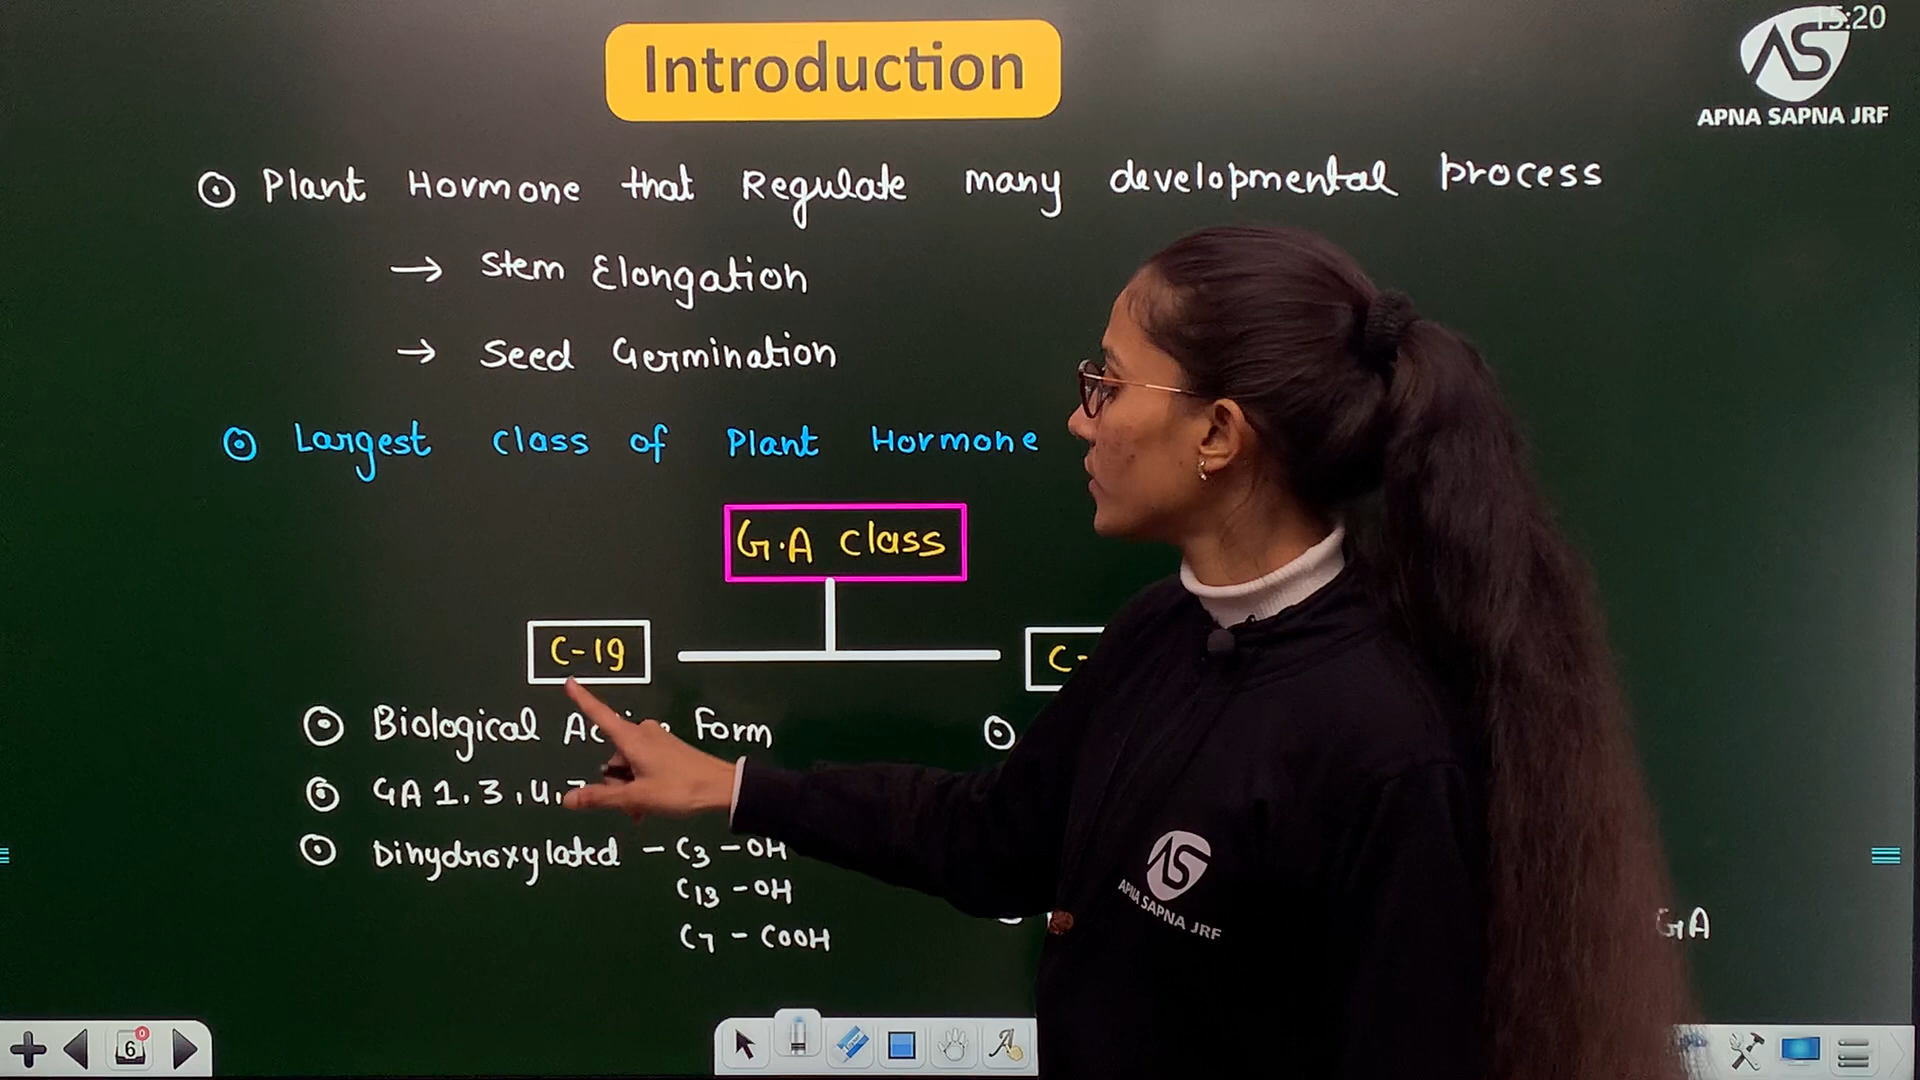 15:20
Introduction
APNA SAPNA JRF
Plant Hormone that Regulate many developmental process
→ Stem Elongation
→ Seed Germination
Largest class of Plant Hormone
G.A class
C-19
C-
Biological Form
GA 1, 3, 4,
Dihydroxylated - C3 - OH
C13 - OH
C7 - COOH
GA
APNA SAPNA JRF
6
0